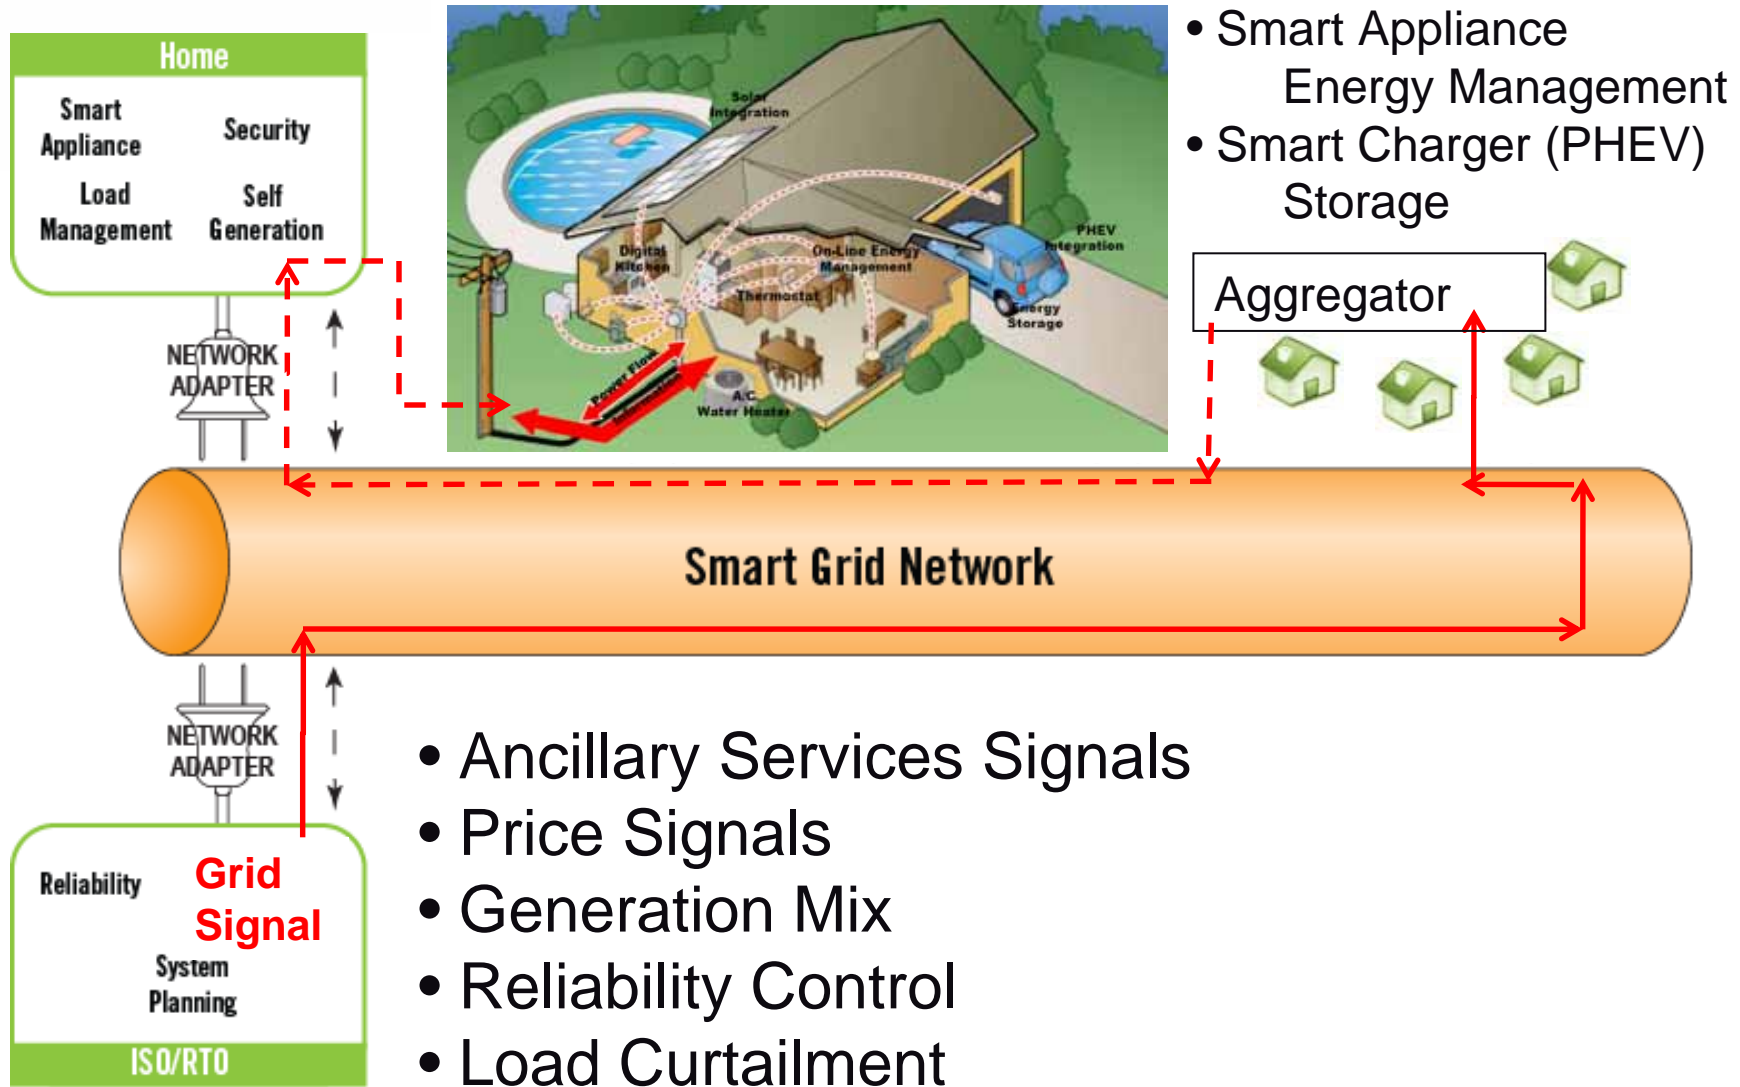 Home
Smart
Appliance
Security
Load
Management
Self
Generation
NETWORK
ADAPTER
Solar
Integration
Digital
Kitchen
On-Line Energy
Management
Thermostat
PHEV
Integration
Energy
Storage
Power Flow
Information
A/C
Water Heater
• Smart Appliance
Energy Management
• Smart Charger (PHEV)
Storage
Aggregator
Smart Grid Network
NETWORK
ADAPTER
Reliability
Grid
Signal
System
Planning
ISO/RTO
• Ancillary Services Signals
• Price Signals
• Generation Mix
• Reliability Control
• Load Curtailment